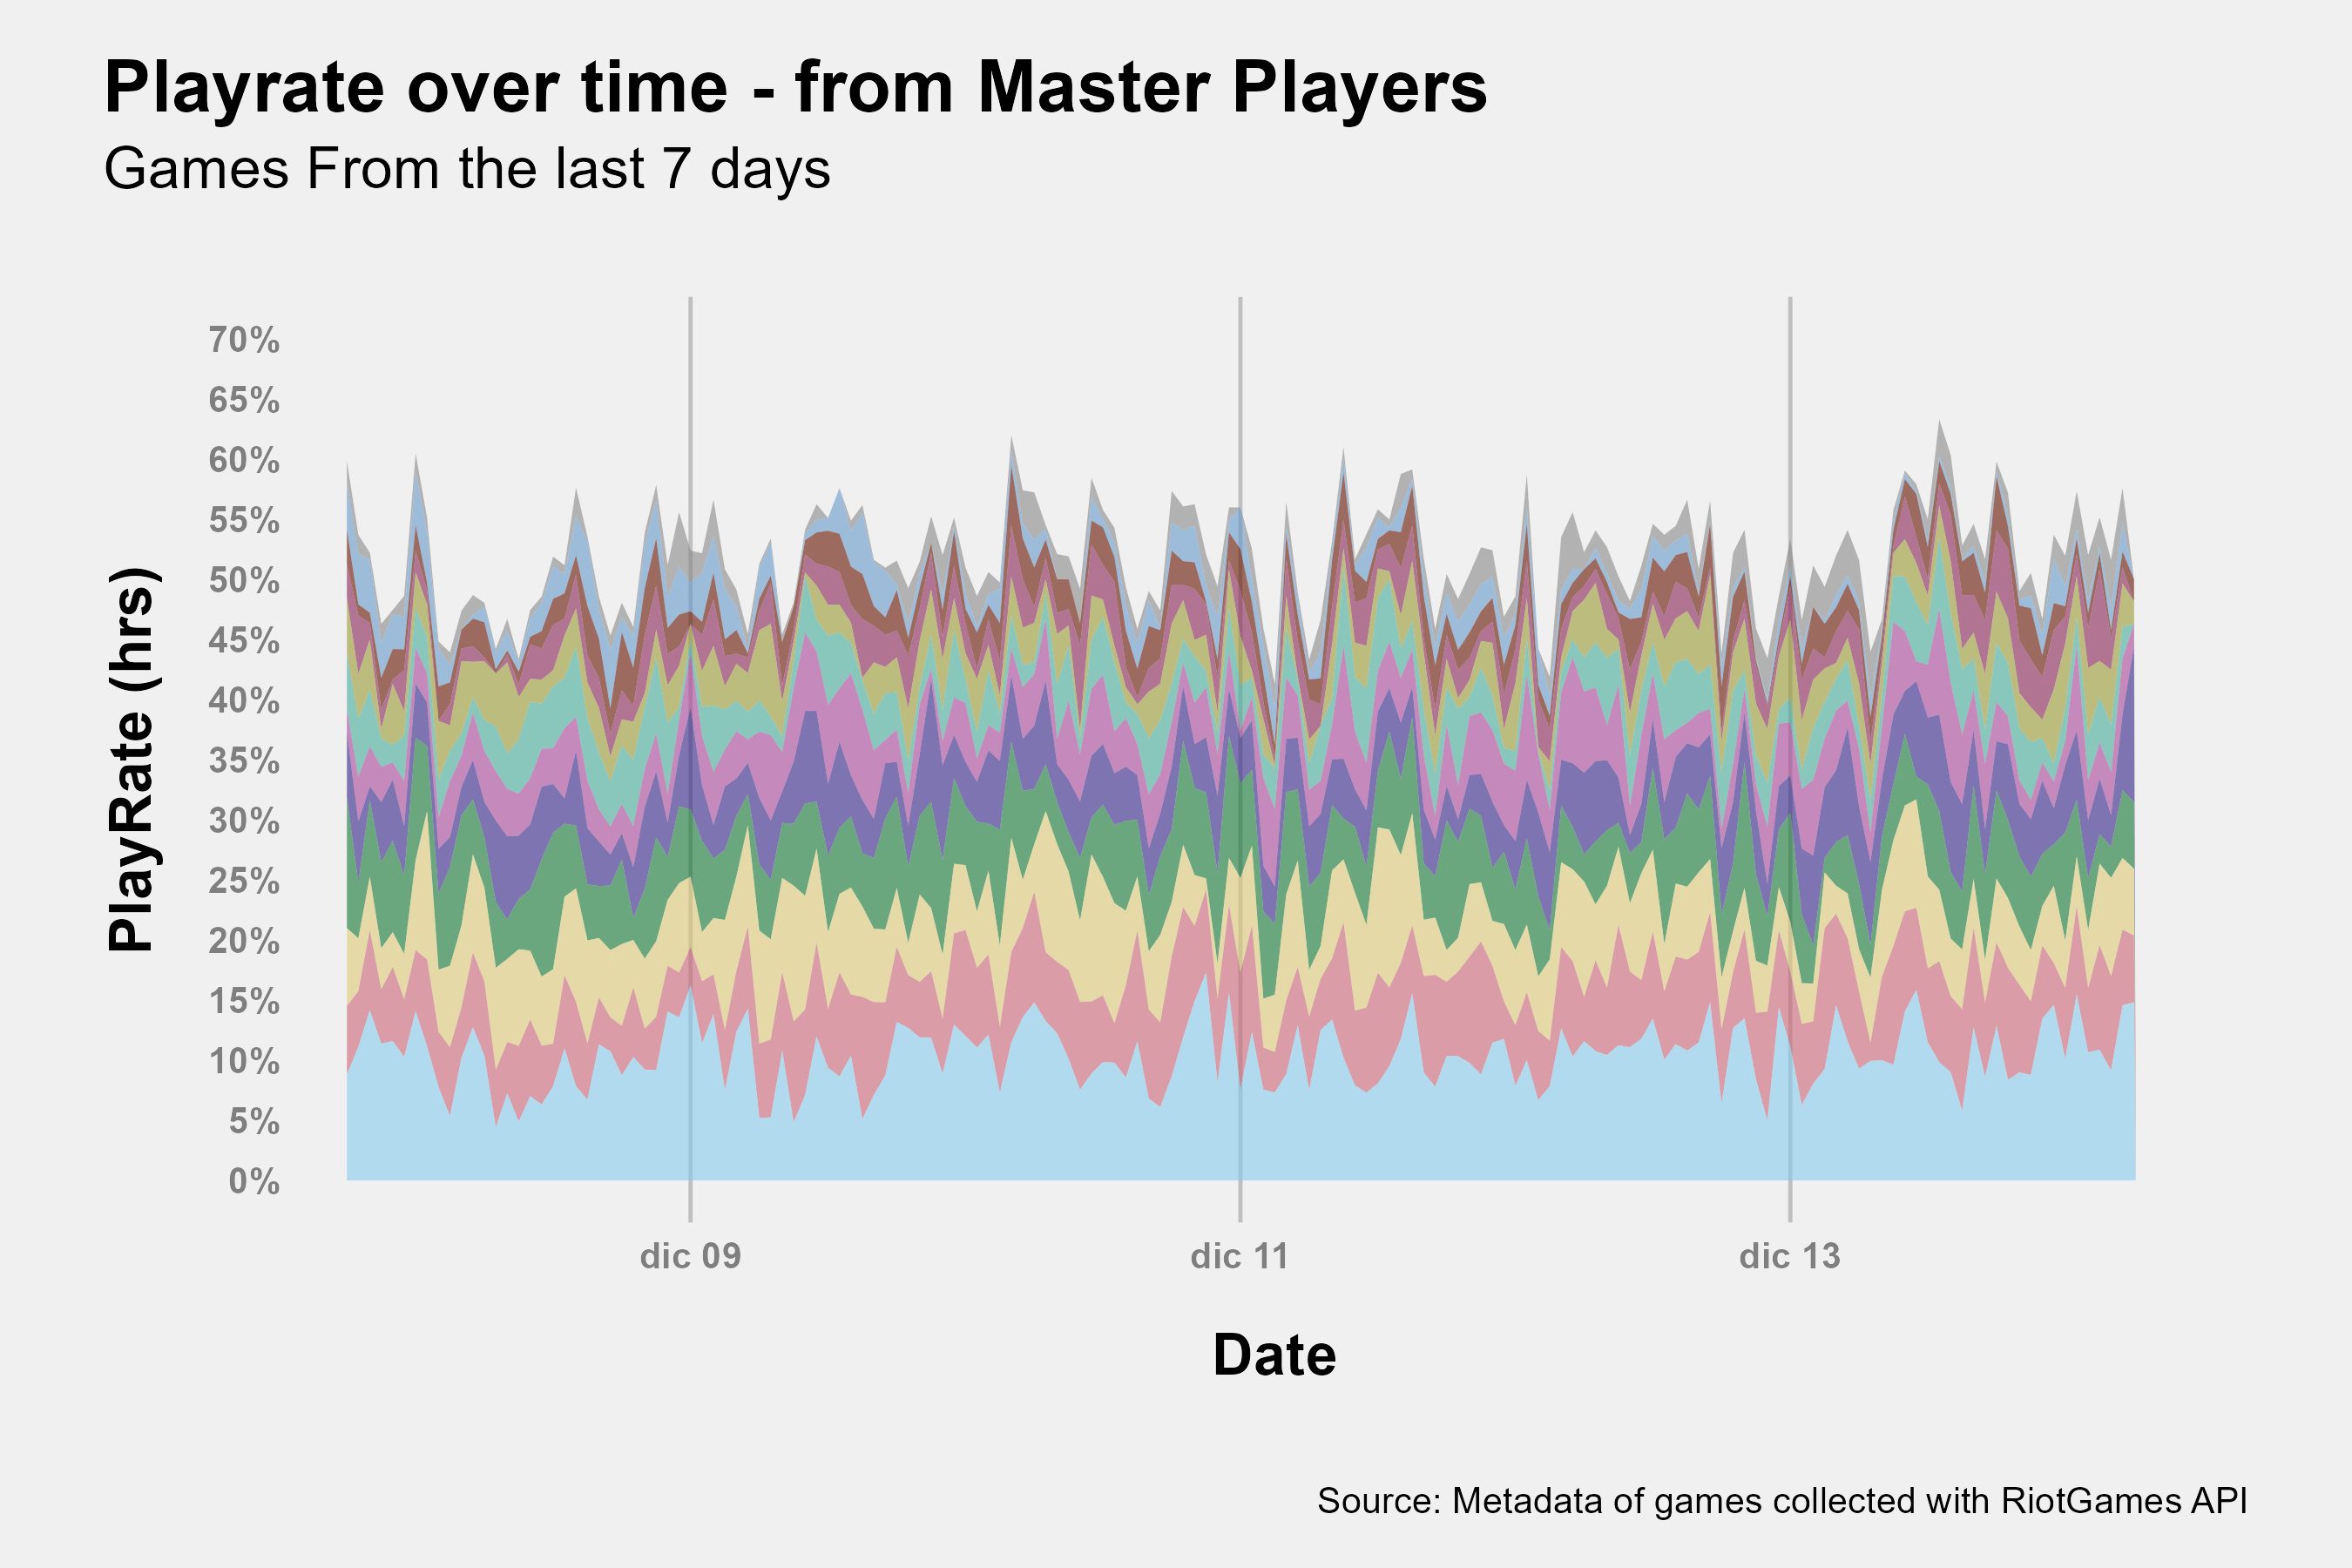 Playrate over time - from Master Players
Games From the last 7 days
PlayRate (hrs)
70%
65%
60%
55%
50%
45%
40%
35%
30%
25%
20%
15%
10%
5%
0%
dic 09
dic 11
dic 13
Date
Source: Metadata of games collected with RiotGames API